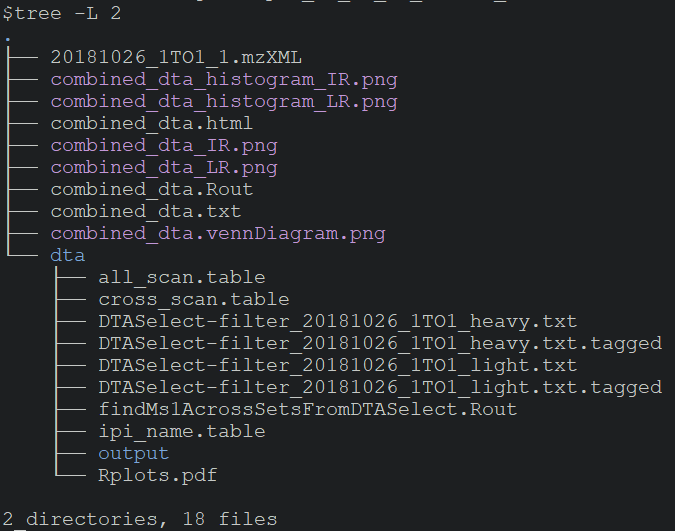 $tree -L 2
.
├── 20181026_1TO1_1.mzXML
├── combined_dta_histogram_IR.png
├── combined_dta_histogram_LR.png
├── combined_dta.html
├── combined_dta_IR.png
├── combined_dta_LR.png
├── combined_dta.Rout
├── combined_dta.txt
├── combined_dta.vennDiagram.png
└── dta
    ├── all_scan.table
    ├── cross_scan.table
    ├── DTASelect-filter_20181026_1TO1_heavy.txt
    ├── DTASelect-filter_20181026_1TO1_heavy.txt.tagged
    ├── DTASelect-filter_20181026_1TO1_light.txt
    ├── DTASelect-filter_20181026_1TO1_light.txt.tagged
    ├── findMs1AcrossSetsFromDTASelect.Rout
    ├── ipi_name.table
    ├── output
    └── Rplots.pdf

2 directories, 18 files